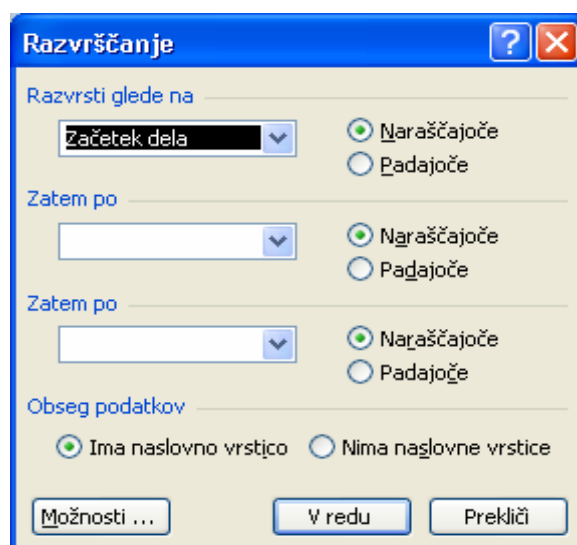 Razvrščanje
Razvrsti glede na
Začetek dela
Naraščajoče
Padajoče
Zatem po
Naraščajoče
Padajoče
Zatem po
Naraščajoče
Padajoče
Obseg podatkov
Ima naslovno vrstico Nima naslovne vrstice
Možnosti ... V redu Prekliči